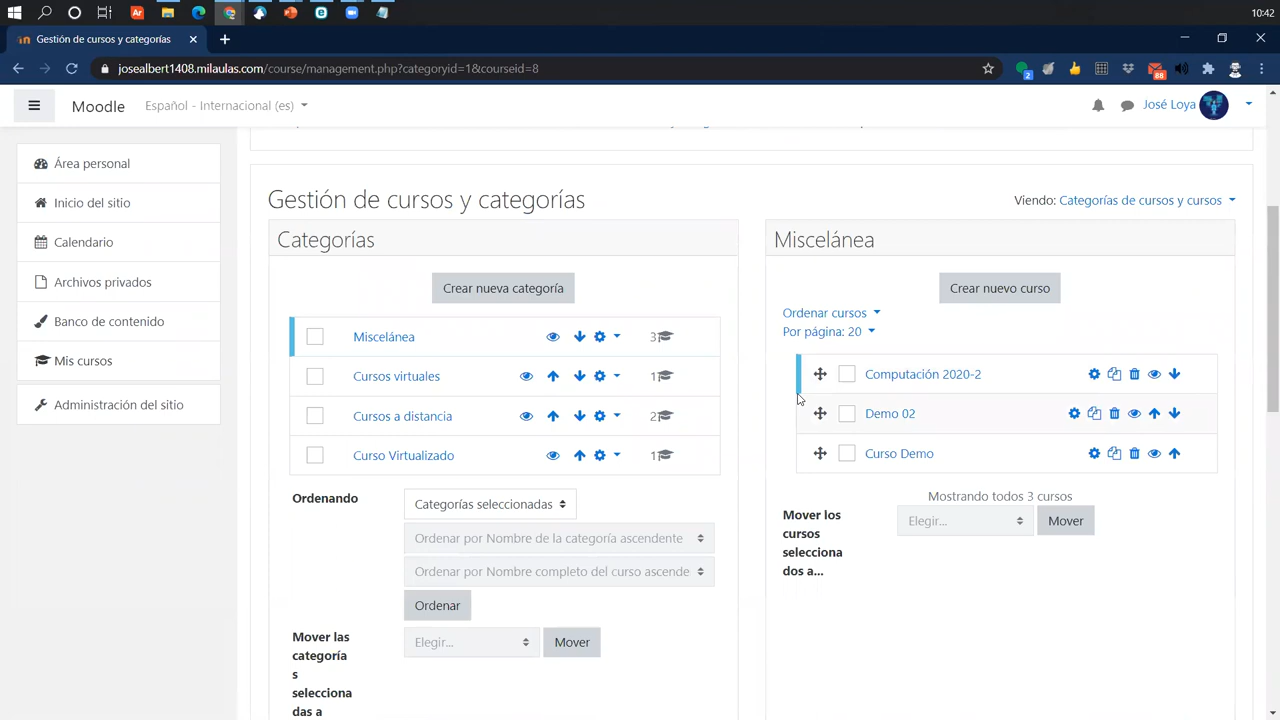 10:42
Gestión de cursos y categorías
josealbert1408.milaulas.com/course/management.php?categoryid=1&courseid=8
2
88
Moodle
Español - Internacional (es)
José Loya
Área personal
Inicio del sitio
Calendario
Archivos privados
Banco de contenido
Mis cursos
Administración del sitio
Gestión de cursos y categorías
Viendo: Categorías de cursos y cursos
Categorías
Crear nueva categoría
Miscelánea 3
Cursos virtuales 1
Cursos a distancia 2
Curso Virtualizado 1
Ordenando
Categorías seleccionadas
Ordenar por Nombre de la categoría ascendente
Ordenar por Nombre completo del curso ascende
Ordenar
Mover las
categoría
s
selecciona
das a
Elegir...
Mover
Miscelánea
Crear nuevo curso
Ordenar cursos
Por página: 20
Computación 2020-2
Demo 02
Curso Demo
Mostrando todos 3 cursos
Mover los
cursos
selecciona
dos a...
Elegir...
Mover